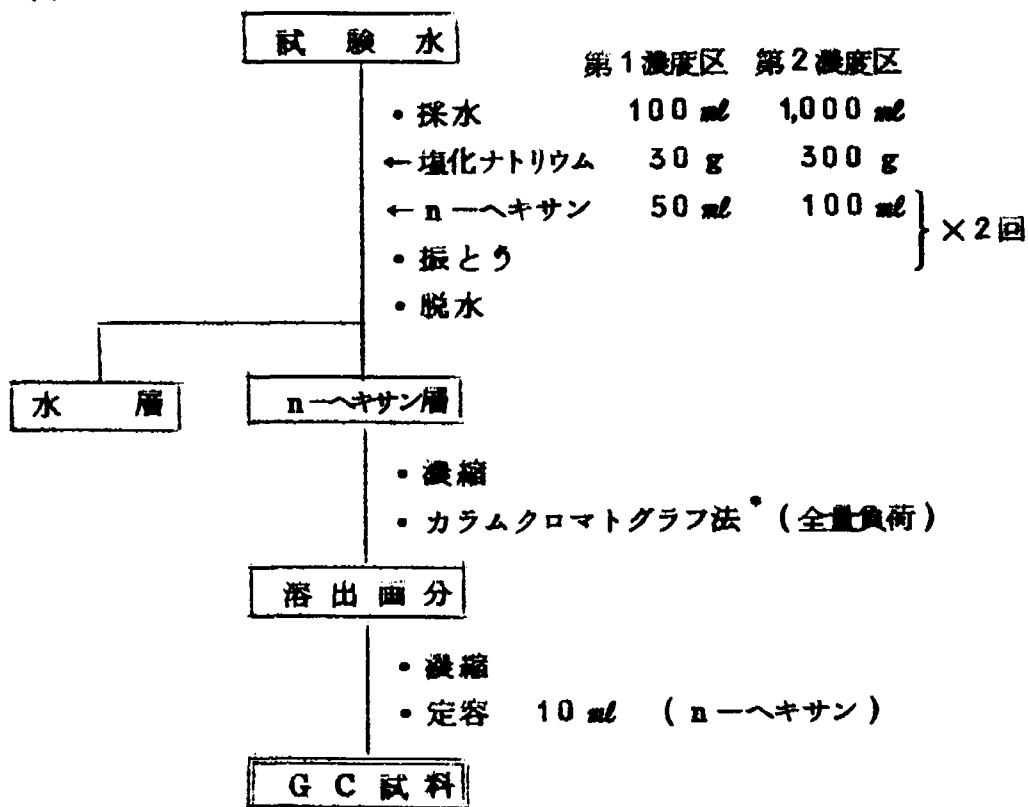 試験水
第1濃度区 第2濃度区
・採水 100 ml 1,000 ml
←塩化ナトリウム 30 g 300 g
←n-ヘキサン 50 ml 100 ml
×2回
・振とう
・脱水
水層 n-ヘキサン層
・濃縮
・カラムクロマトグラフ法* (全量負荷)
溶出画分
・濃縮
・定容 10 ml (n-ヘキサン)
GC試料